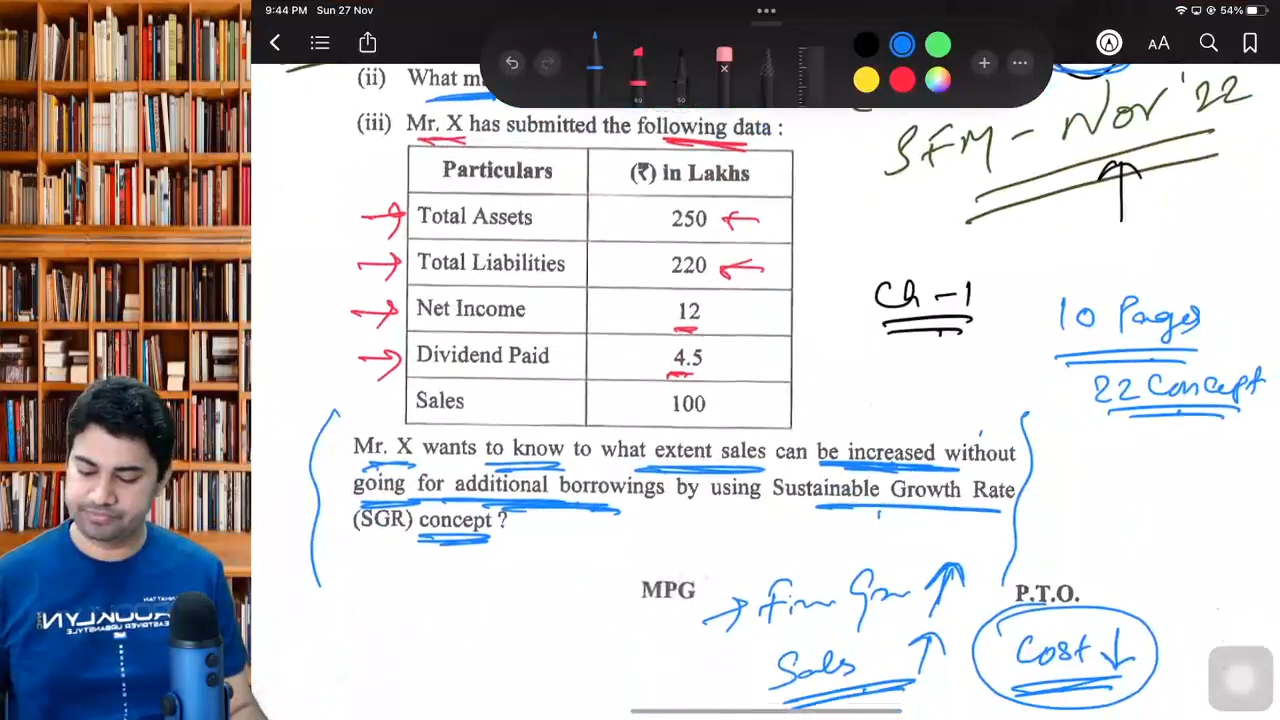 9:44 PM Sun 27 Nov
54%
AA
(ii) What m
(iii) Mr. X has submitted the following data :
Particulars (₹) in Lakhs
Total Assets 250
Total Liabilities 220
Net Income 12
Dividend Paid 4.5
Sales 100
Mr. X wants to know to what extent sales can be increased without
going for additional borrowings by using Sustainable Growth Rate
(SGR) concept ?
MPG
P.T.O.
SFM - Nov '22
Ch -1
10 Pages
22 Concept
Sales
Cost
BROOKLYN